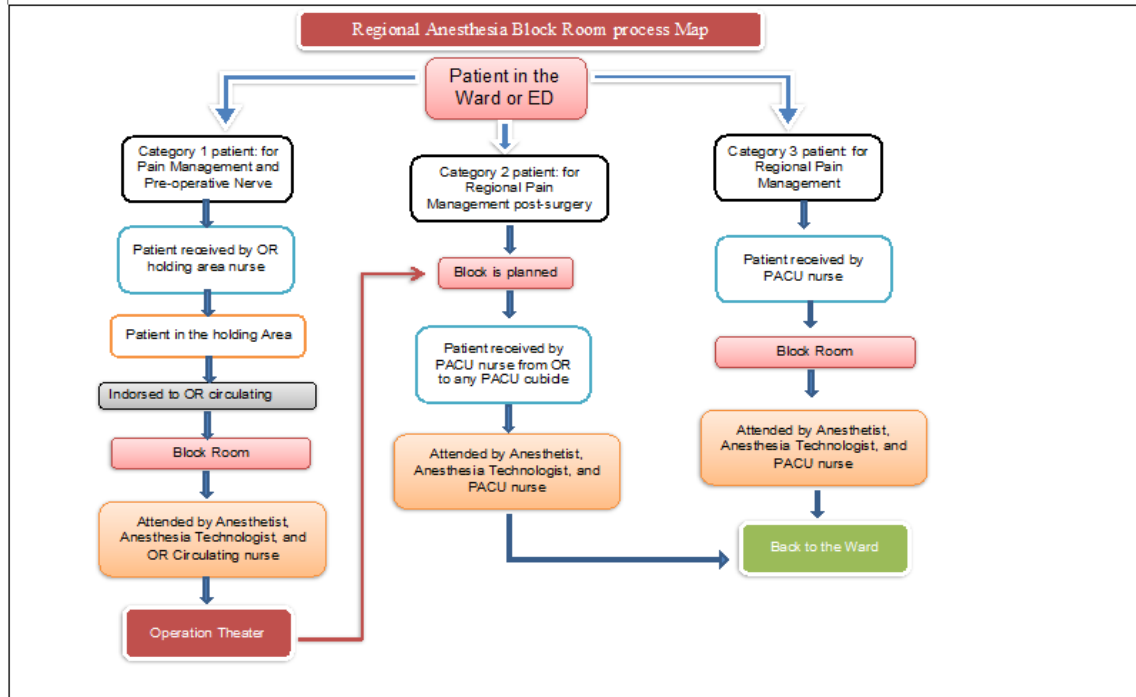 Regional Anesthesia Block Room process Map
Patient in the
Ward or ED
Category 1 patient: for
Pain Management and
Pre-operative Nerve
Patient received by OR
holding area nurse
Patient in the holding Area
Indorsed to OR circulating
Block Room
Attended by Anesthetist,
Anesthesia Technologist, and
OR Circulating nurse
Operation Theater
Category 2 patient: for
Regional Pain
Management post-surgery
Block is planned
Patient received by
PACU nurse from OR
to any PACU cubicle
Attended by Anesthetist,
Anesthesia Technologist, and
PACU nurse
Category 3 patient: for
Regional Pain
Management
Patient received by
PACU nurse
Block Room
Attended by Anesthetist,
Anesthesia Technologist, and
PACU nurse
Back to the Ward